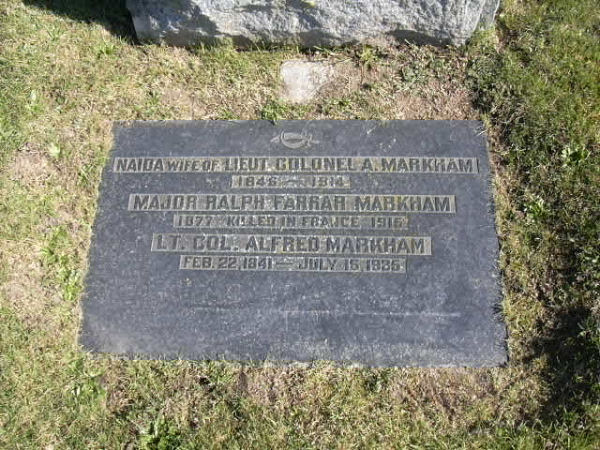 NAIDA WIFE OF LIEUT. COLONEL A. MARKHAM
1846 — 1914
MAJOR RALPH FARRAR MARKHAM
1877 KILLED IN FRANCE 1916
LT. COL. ALFRED MARKHAM
FEB. 22, 1841 — JULY 15, 1935